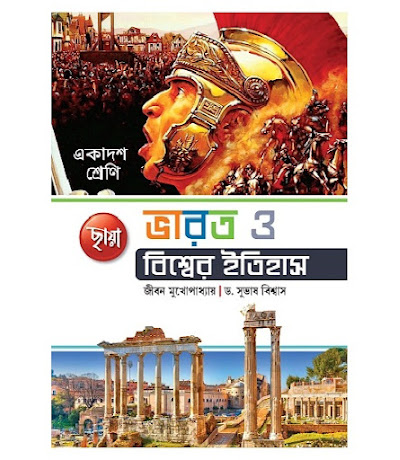 একাদশ
শ্রেণি
ছায়া
ভারত ও
বিশ্বের ইতিহাস
জীবন মুখোপাধ্যায় | ড. সুভাষ বিশ্বাস